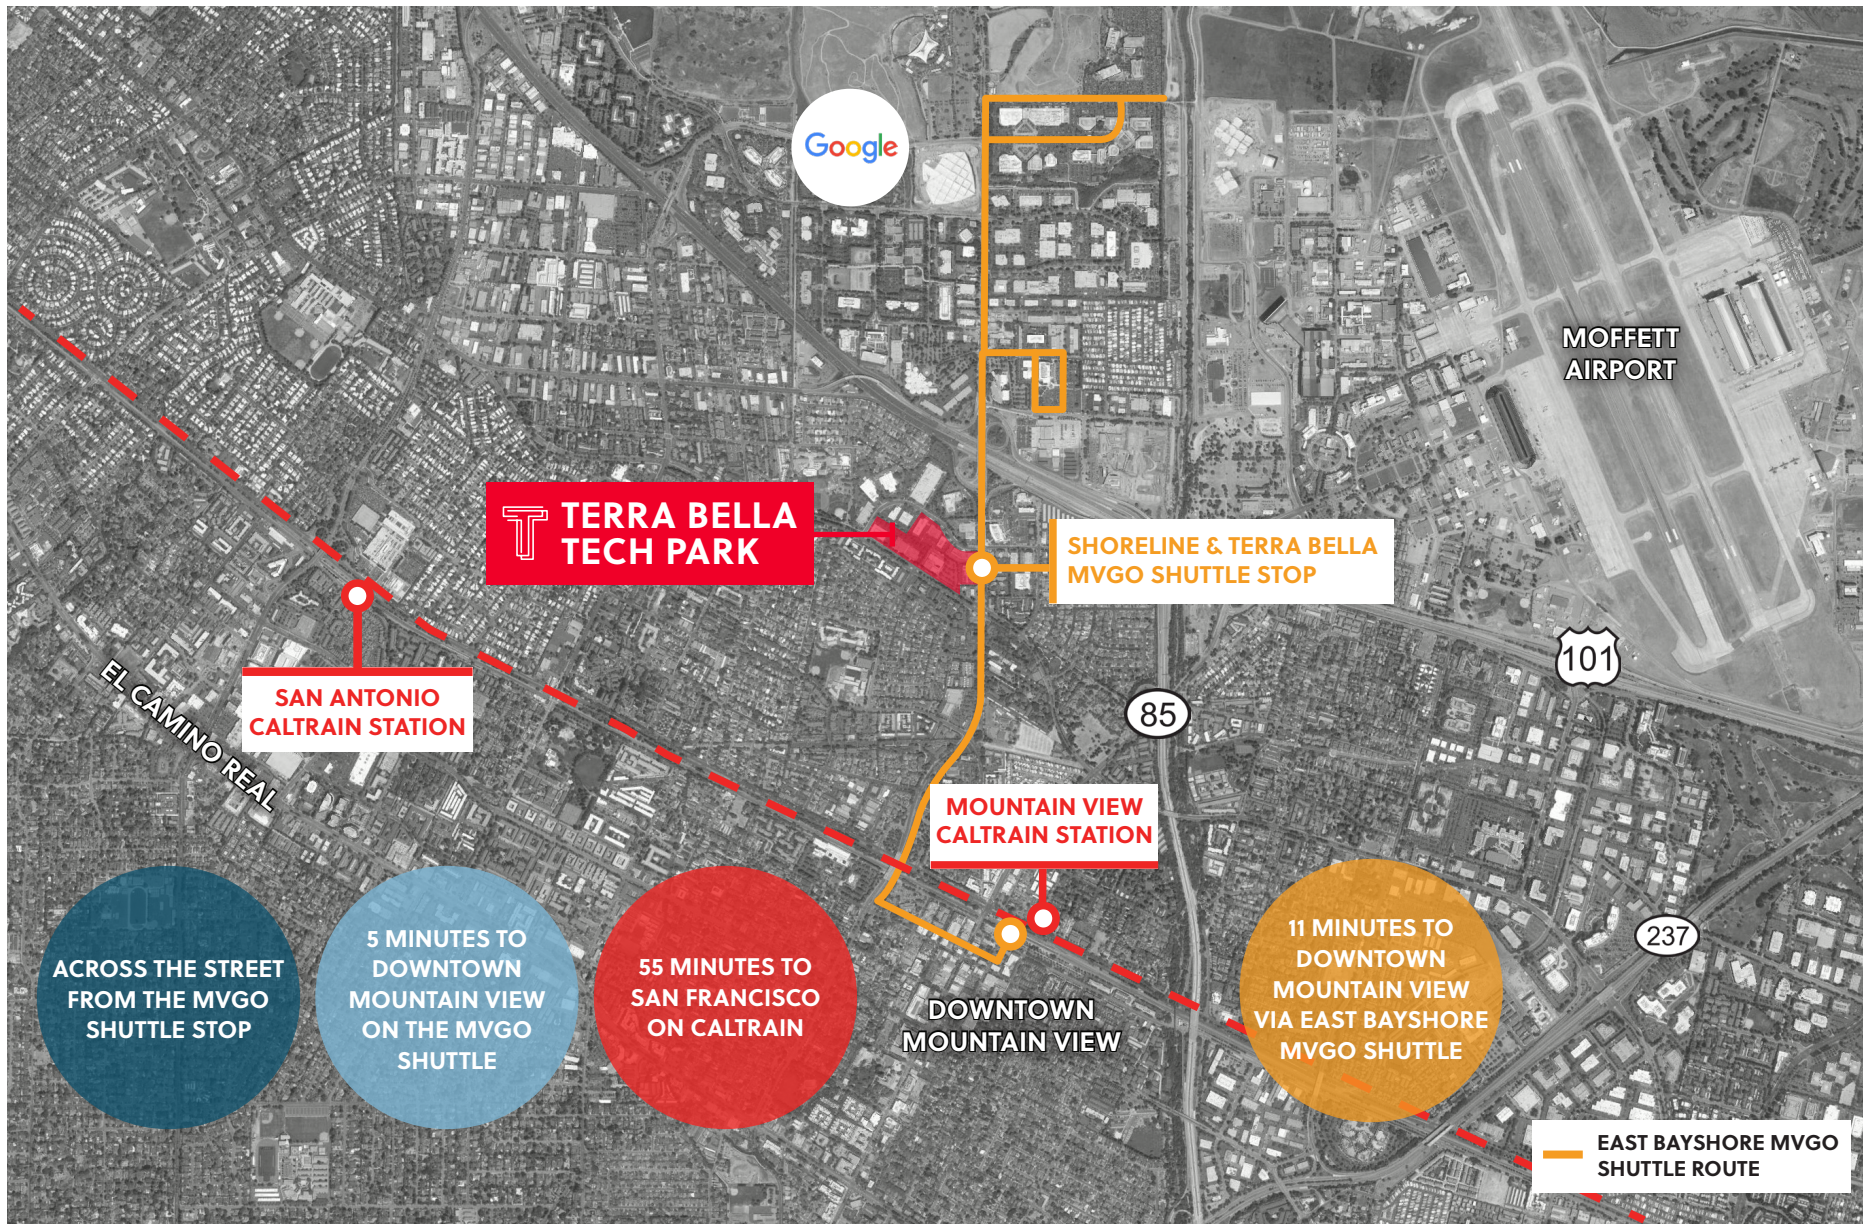 Google
MOFFETT
AIRPORT
TERRA BELLA
TECH PARK
SHORELINE & TERRA BELLA
MVGO SHUTTLE STOP
101
SAN ANTONIO
CALTRAIN STATION
EL CAMINO REAL
85
MOUNTAIN VIEW
CALTRAIN STATION
ACROSS THE STREET
FROM THE MVGO
SHUTTLE STOP
5 MINUTES TO
DOWNTOWN
MOUNTAIN VIEW
ON THE MVGO
SHUTTLE
55 MINUTES TO
SAN FRANCISCO
ON CALTRAIN
DOWNTOWN
MOUNTAIN VIEW
11 MINUTES TO
DOWNTOWN
MOUNTAIN VIEW
VIA EAST BAYSHORE
MVGO SHUTTLE
237
EAST BAYSHORE MVGO
SHUTTLE ROUTE